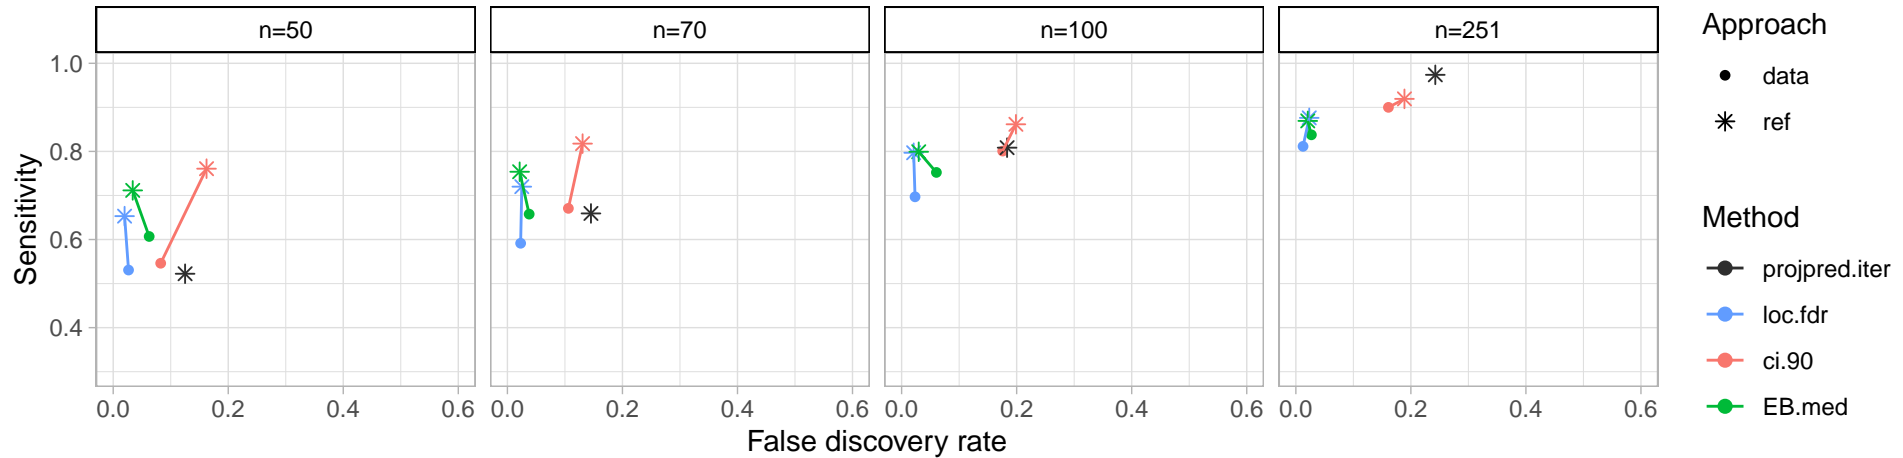 n=50
n=70
n=100
n=251
Sensitivity
1.0
0.8
0.6
0.4
0.0 0.2 0.4 0.6
0.0 0.2 0.4 0.6
0.0 0.2 0.4 0.6
0.0 0.2 0.4 0.6
False discovery rate
Approach
data
ref
Method
projpred.iter
loc.fdr
ci.90
EB.med